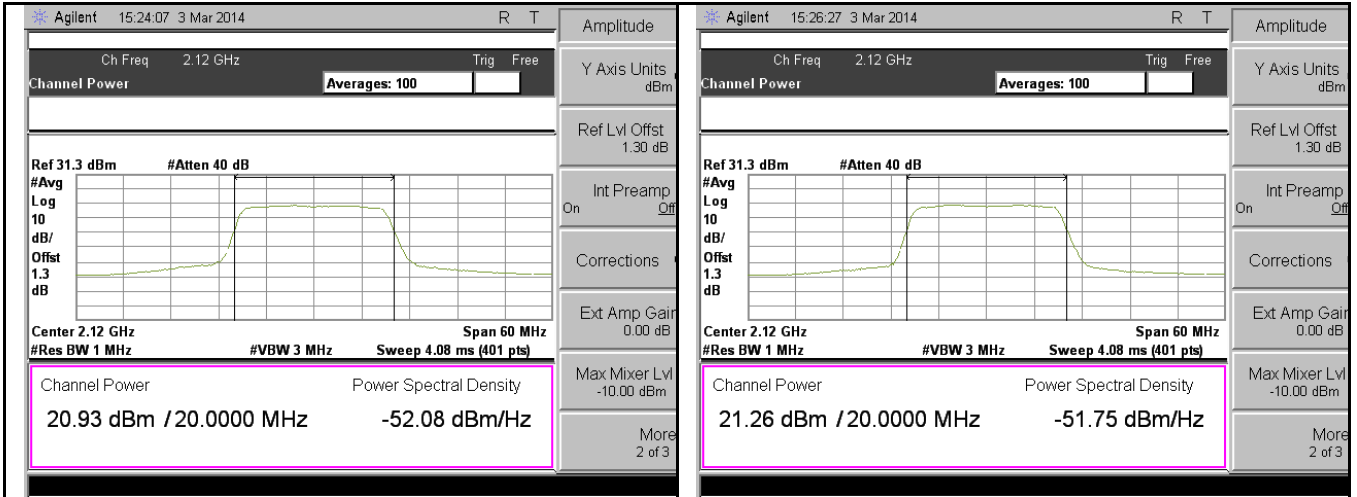 Agilent 15:24:07 3 Mar 2014 R T
Ch Freq 2.12 GHz Trig Free
Channel Power Averages: 100
Ref 31.3 dBm #Atten 40 dB
#Avg
Log
10
dB/
Offst
1.3
dB
Center 2.12 GHz Span 60 MHz
#Res BW 1 MHz #VBW 3 MHz Sweep 4.08 ms (401 pts)
Channel Power Power Spectral Density
20.93 dBm / 20.0000 MHz -52.08 dBm/Hz
Amplitude
Y Axis Units
dBm
Ref Lvl Offst
1.30 dB
Int Preamp
On Off
Corrections
Ext Amp Gain
0.00 dB
Max Mixer Lvl
-10.00 dBm
More
2 of 3
Agilent 15:26:27 3 Mar 2014 R T
Ch Freq 2.12 GHz Trig Free
Channel Power Averages: 100
Ref 31.3 dBm #Atten 40 dB
#Avg
Log
10
dB/
Offst
1.3
dB
Center 2.12 GHz Span 60 MHz
#Res BW 1 MHz #VBW 3 MHz Sweep 4.08 ms (401 pts)
Channel Power Power Spectral Density
21.26 dBm / 20.0000 MHz -51.75 dBm/Hz
Amplitude
Y Axis Units
dBm
Ref Lvl Offst
1.30 dB
Int Preamp
On Off
Corrections
Ext Amp Gain
0.00 dB
Max Mixer Lvl
-10.00 dBm
More
2 of 3